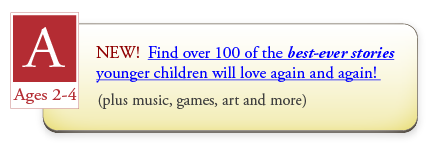 A
Ages 2-4
NEW! Find over 100 of the best-ever stories
younger children will love again and again!
(plus music, games, art and more)